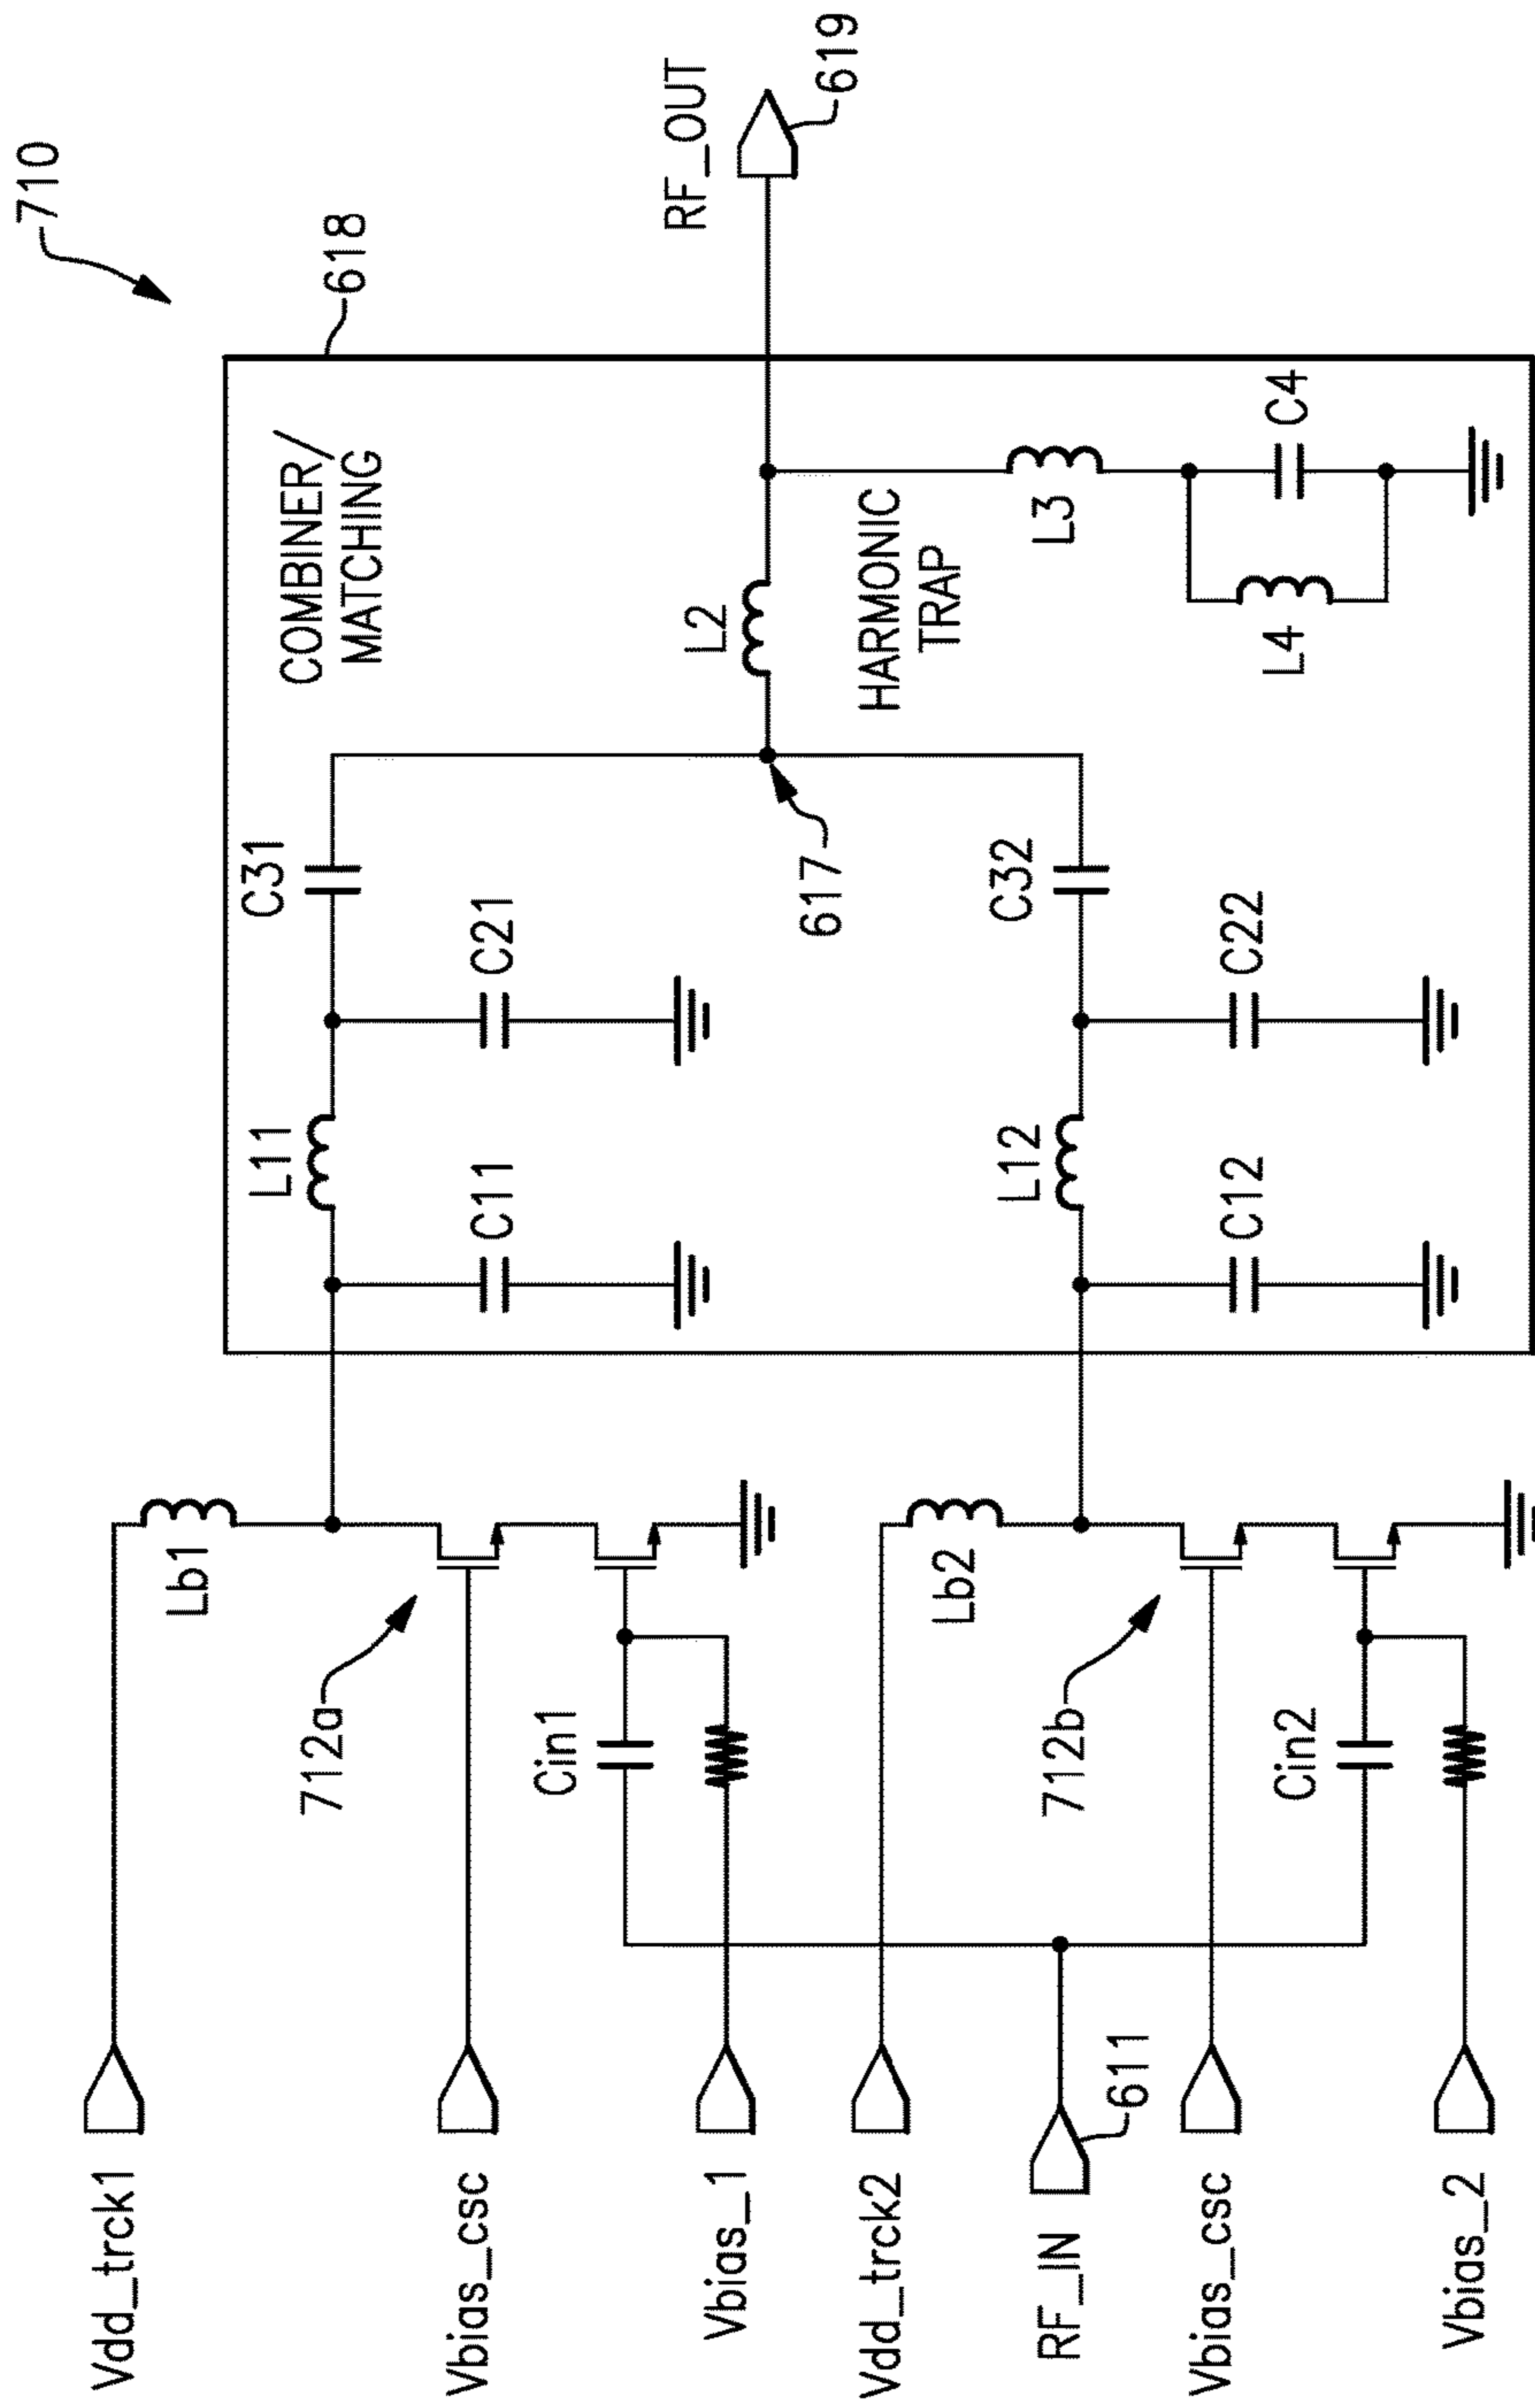 710
618
COMBINER/
MATCHING
RF_OUT
619
Vdd_trck1
Lb1
L11
C31
C11
C21
712a
Vbias_csc
Cin1
Vbias_1
617
L2
HARMONIC
TRAP
L3
L4
C4
Vdd_trck2
Lb2
L12
C32
C12
C22
RF_IN
611
712b
Vbias_csc
Cin2
Vbias_2